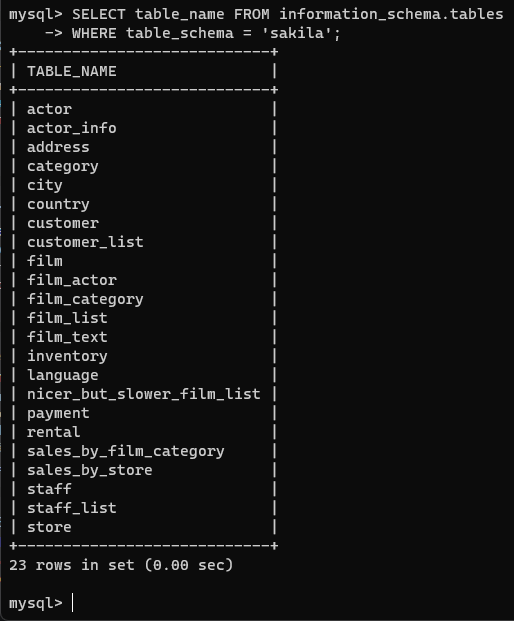 mysql> SELECT table_name FROM information_schema.tables
    -> WHERE table_schema = 'sakila';
+----------------------------+
| TABLE_NAME                 |
+----------------------------+
| actor                      |
| actor_info                 |
| address                    |
| category                   |
| city                       |
| country                    |
| customer                   |
| customer_list              |
| film                       |
| film_actor                 |
| film_category              |
| film_list                  |
| film_text                  |
| inventory                  |
| language                   |
| nicer_but_slower_film_list |
| payment                    |
| rental                     |
| sales_by_film_category     |
| sales_by_store             |
| staff                      |
| staff_list                 |
| store                      |
+----------------------------+
23 rows in set (0.00 sec)

mysql>